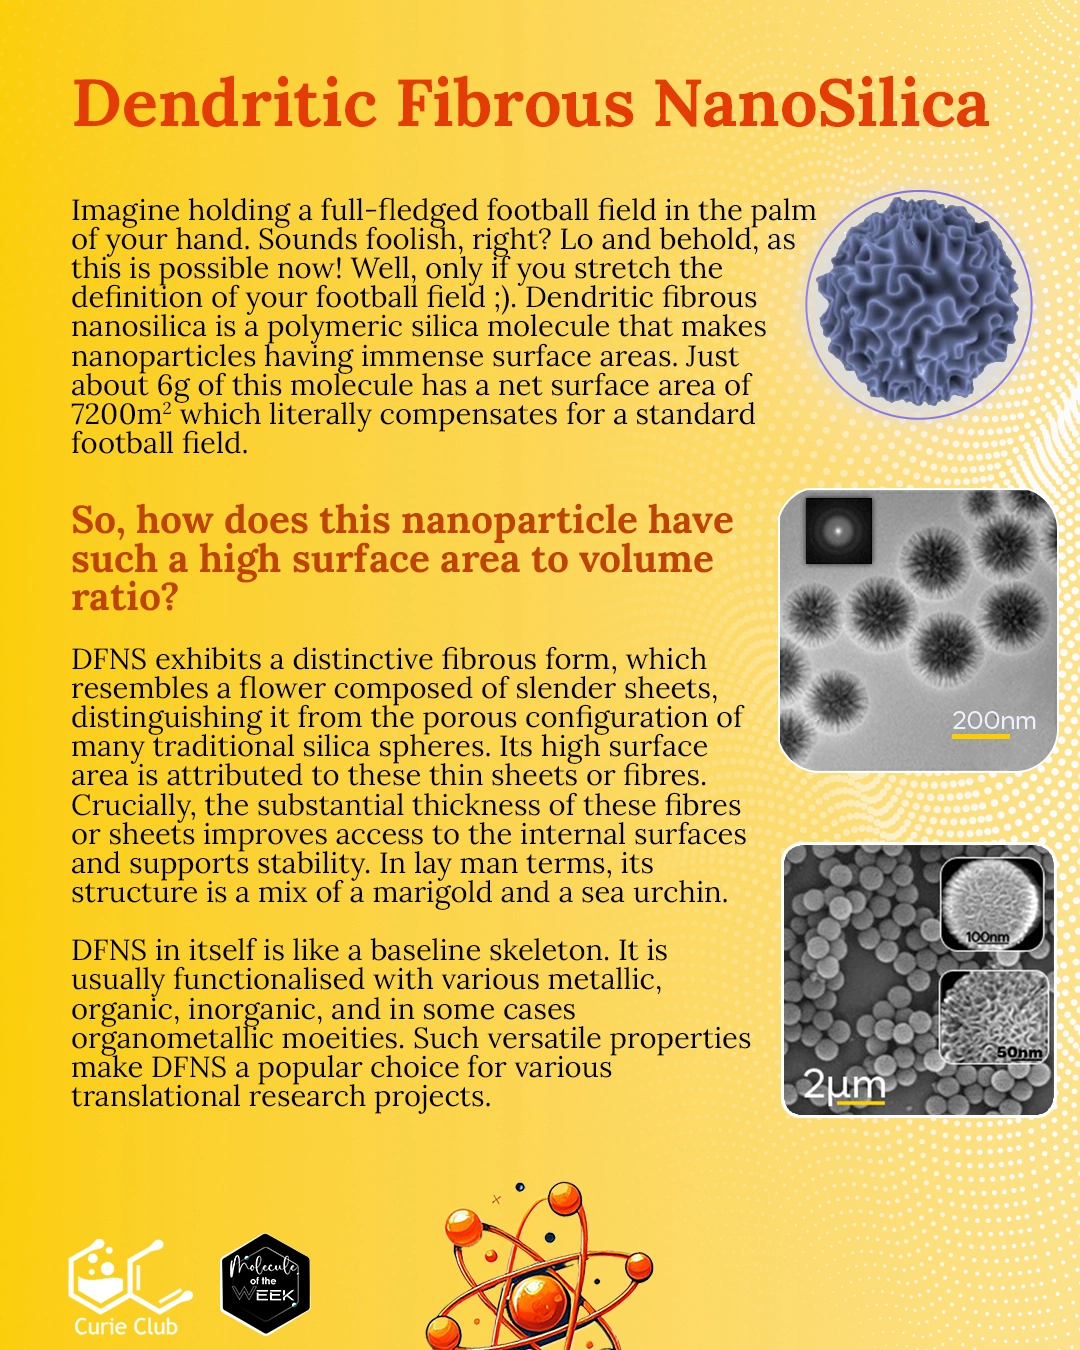 Dendritic Fibrous NanoSilica
Imagine holding a full-fledged football field in the palm
of your hand. Sounds foolish, right? Lo and behold, as
this is possible now! Well, only if you stretch the
definition of your football field ;). Dendritic fibrous
nanosilica is a polymeric silica molecule that makes
nanoparticles having immense surface areas. Just
about 6g of this molecule has a net surface area of
7200m² which literally compensates for a standard
football field.
So, how does this nanoparticle have
such a high surface area to volume
ratio?
DFNS exhibits a distinctive fibrous form, which
resembles a flower composed of slender sheets,
distinguishing it from the porous configuration of
many traditional silica spheres. Its high surface
area is attributed to these thin sheets or fibres.
Crucially, the substantial thickness of these fibres
or sheets improves access to the internal surfaces
and supports stability. In lay man terms, its
structure is a mix of a marigold and a sea urchin.
DFNS in itself is like a baseline skeleton. It is
usually functionalised with various metallic,
organic, inorganic, and in some cases
organometallic moeities. Such versatile properties
make DFNS a popular choice for various
translational research projects.
200nm
100nm
50nm
2µm
Curie Club
Molecule
of the
WEEK